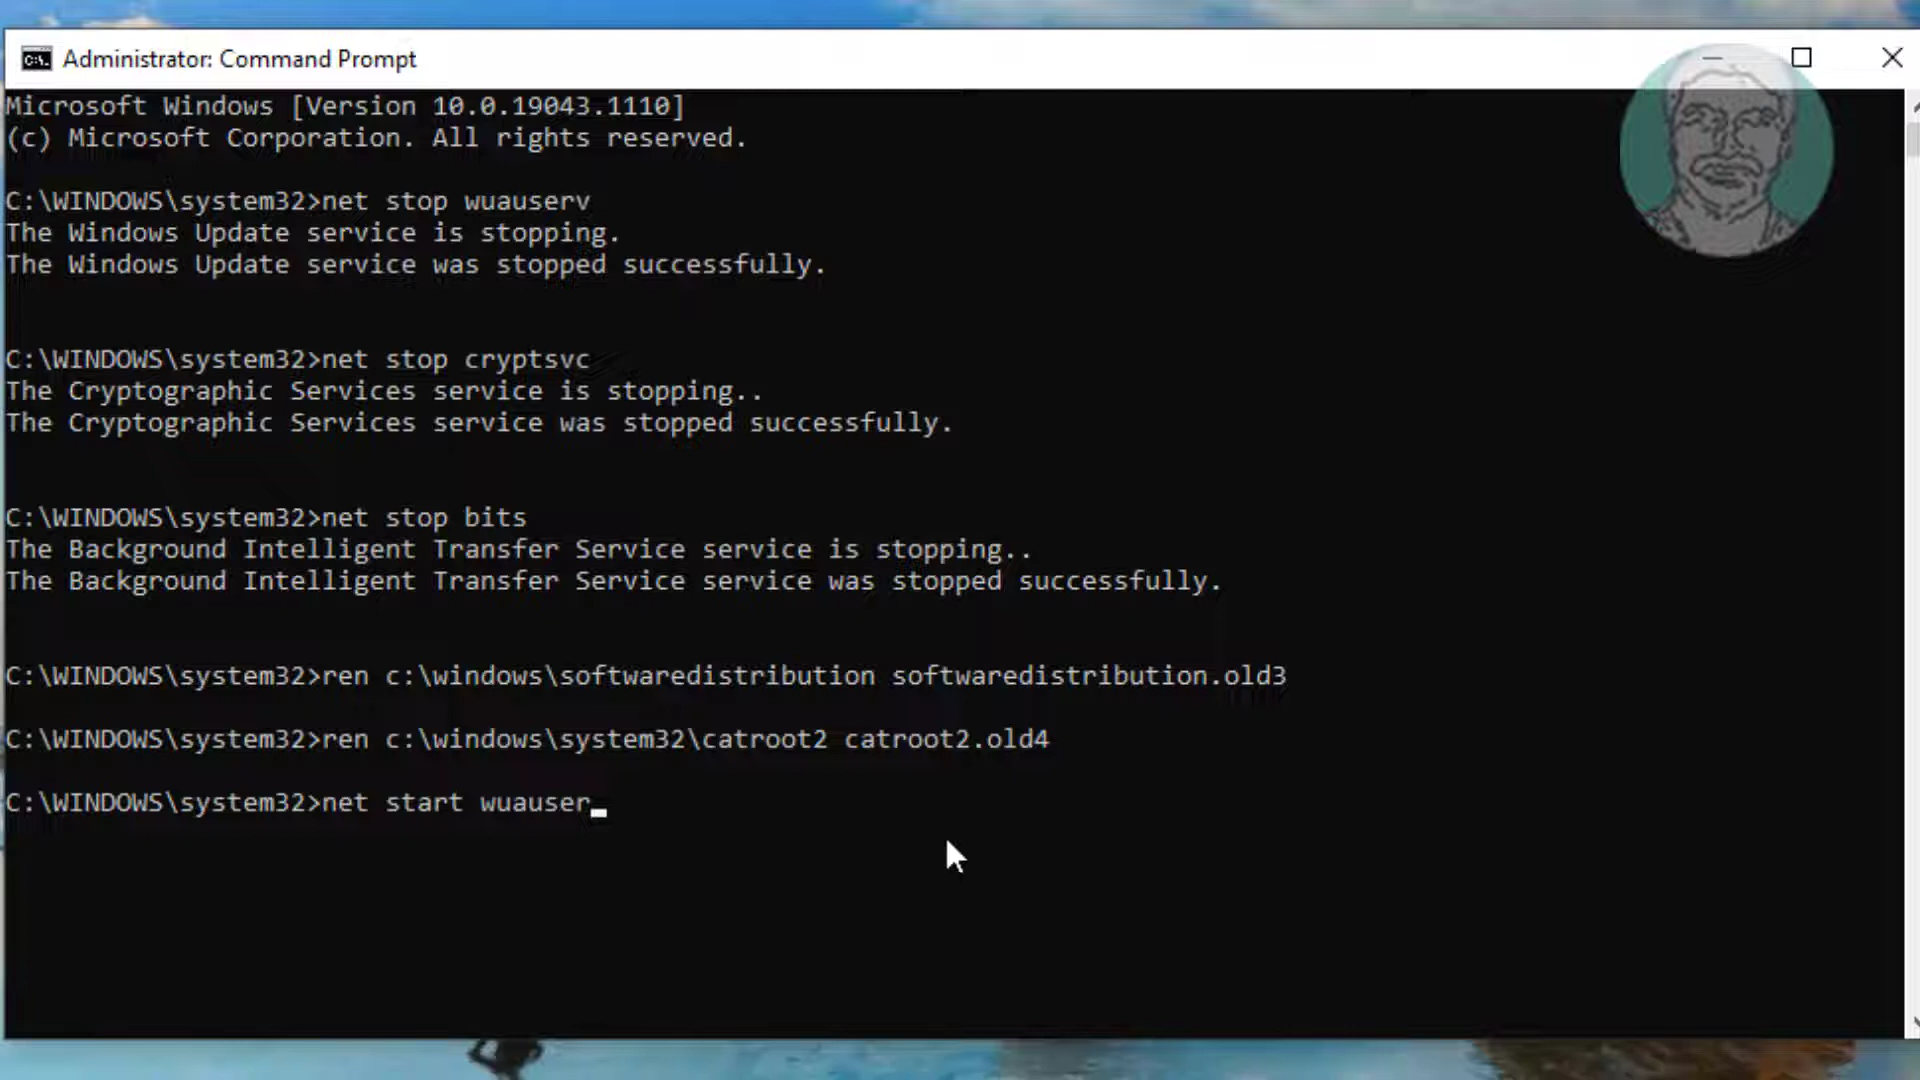 Administrator: Command Prompt
Microsoft Windows [Version 10.0.19043.1110]
(c) Microsoft Corporation. All rights reserved.
C:\WINDOWS\system32>net stop wuauserv
The Windows Update service is stopping.
The Windows Update service was stopped successfully.
C:\WINDOWS\system32>net stop cryptsvc
The Cryptographic Services service is stopping..
The Cryptographic Services service was stopped successfully.
C:\WINDOWS\system32>net stop bits
The Background Intelligent Transfer Service service is stopping..
The Background Intelligent Transfer Service service was stopped successfully.
C:\WINDOWS\system32>ren c:\windows\softwaredistribution softwaredistribution.old3
C:\WINDOWS\system32>ren c:\windows\system32\catroot2 catroot2.old4
C:\WINDOWS\system32>net start wuauser